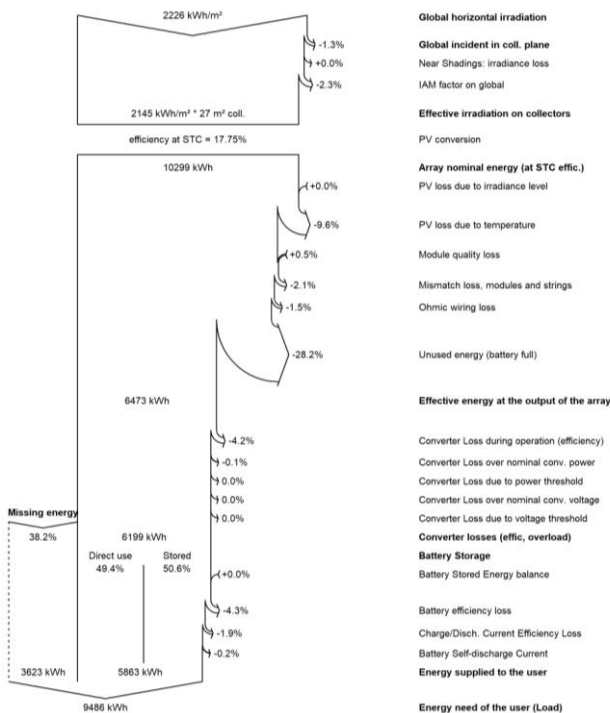 2226 kWh/m² Global horizontal irradiation
-1.3% Global incident in coll. plane
+0.0% Near Shadings: irradiance loss
-2.3% IAM factor on global
2145 kWh/m² * 27 m² coll. Effective irradiation on collectors
efficiency at STC = 17.75% PV conversion
10299 kWh Array nominal energy (at STC effic.)
+0.0% PV loss due to irradiance level
-9.6% PV loss due to temperature
+0.5% Module quality loss
-2.1% Mismatch loss, modules and strings
-1.5% Ohmic wiring loss
-28.2% Unused energy (battery full)
6473 kWh Effective energy at the output of the array
-4.2% Converter Loss during operation (efficiency)
-0.1% Converter Loss over nominal conv. power
0.0% Converter Loss due to power threshold
0.0% Converter Loss over nominal conv. voltage
Missing energy 0.0% Converter Loss due to voltage threshold
38.2% 6199 kWh Converter losses (effic, overload)
Direct use Stored Battery Storage
49.4% 50.6% +0.0% Battery Stored Energy balance
-4.3% Battery efficiency loss
-1.9% Charge/Disch. Current Efficiency Loss
-0.2% Battery Self-discharge Current
3623 kWh 5863 kWh Energy supplied to the user
9486 kWh Energy need of the user (Load)